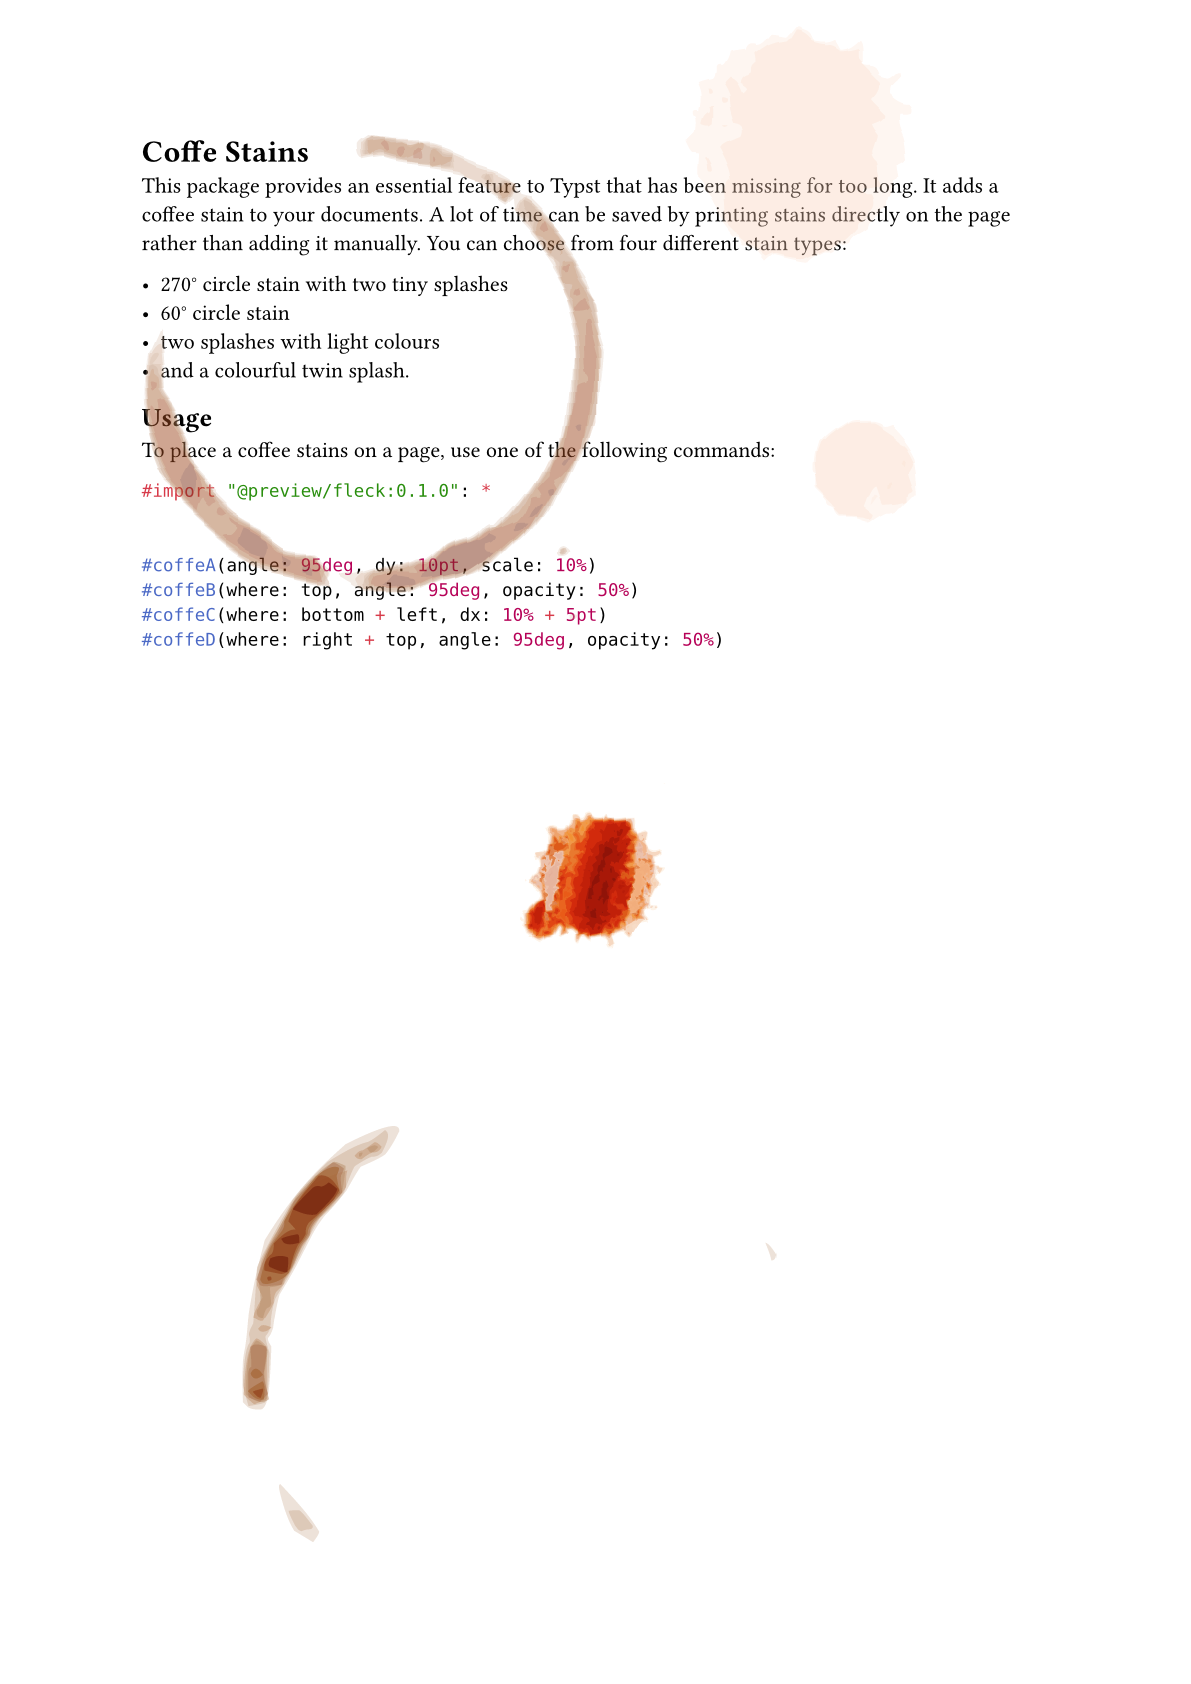 Coffe Stains
This package provides an essential feature to Typst that has been missing for too long. It adds a
coffee stain to your documents. A lot of time can be saved by printing stains directly on the page
rather than adding it manually. You can choose from four different stain types:
• 270° circle stain with two tiny splashes
• 60° circle stain
• two splashes with light colours
• and a colourful twin splash.
Usage
To place a coffee stains on a page, use one of the following commands:
#import "@preview/fleck:0.1.0": *
#coffeA(angle: 95deg, dy: 10pt, scale: 10%)
#coffeB(where: top, angle: 95deg, opacity: 50%)
#coffeC(where: bottom + left, dx: 10% + 5pt)
#coffeD(where: right + top, angle: 95deg, opacity: 50%)